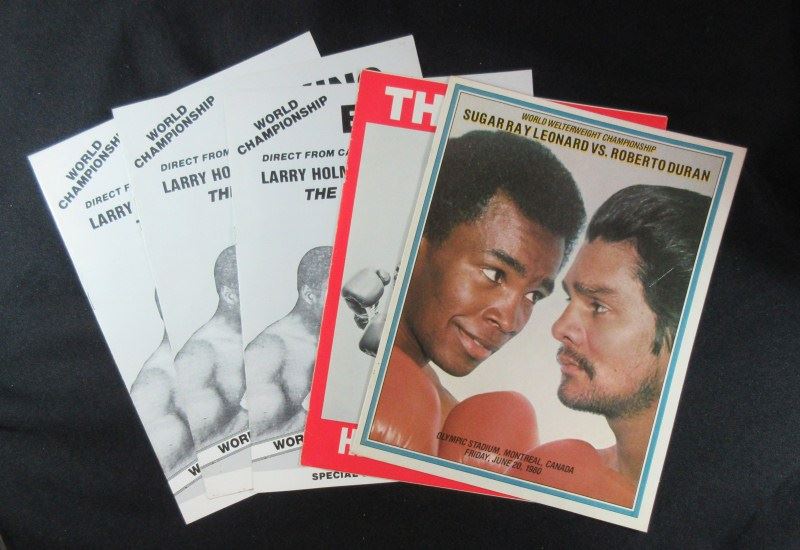 WORLD
CHAMPIONSHIP
DIRECT FROM
LARRY
WORLD
CHAMPIONSHIP
DIRECT FROM
LARRY HOL
THE
WOR
WORLD
CHAMPIONSHIP
DIRECT FROM CA
LARRY HOLM
THE
WOR
SPECIAL
TH
H
WORLD WELTERWEIGHT CHAMPIONSHIP
SUGAR RAY LEONARD VS. ROBERTO DURAN
OLYMPIC STADIUM, MONTREAL, CANADA
FRIDAY, JUNE 20, 1980